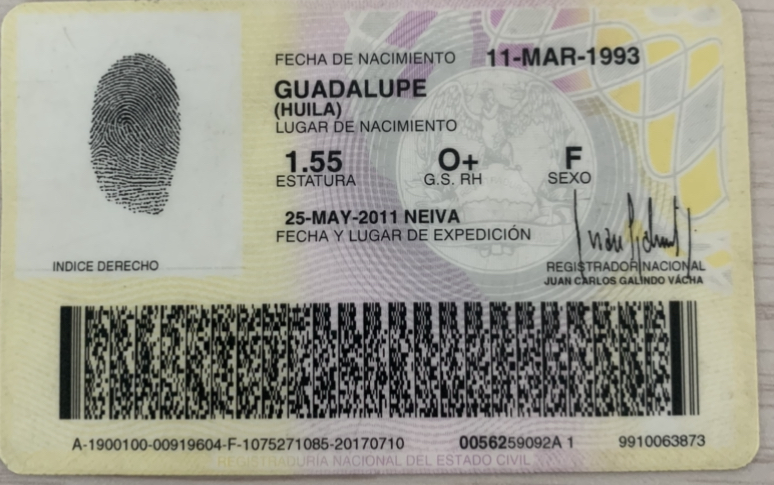 FECHA DE NACIMIENTO 11-MAR-1993
GUADALUPE
(HUILA)
LUGAR DE NACIMIENTO
1.55 O+ F
ESTATURA G.S. RH SEXO
25-MAY-2011 NEIVA
FECHA Y LUGAR DE EXPEDICIÓN
INDICE DERECHO
REGISTRADOR NACIONAL
JUAN CARLOS GALINDO VÁCHA
A-1900100-00919604-F-1075271085-20170710 0056259092A 1 9910063873
REGISTRADURÍA NACIONAL DEL ESTADO CIVIL